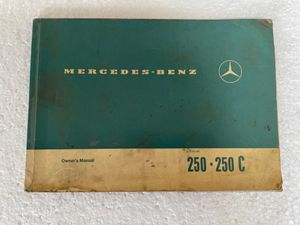 MERCEDES-BENZ
Owner's Manual
250 · 250 C